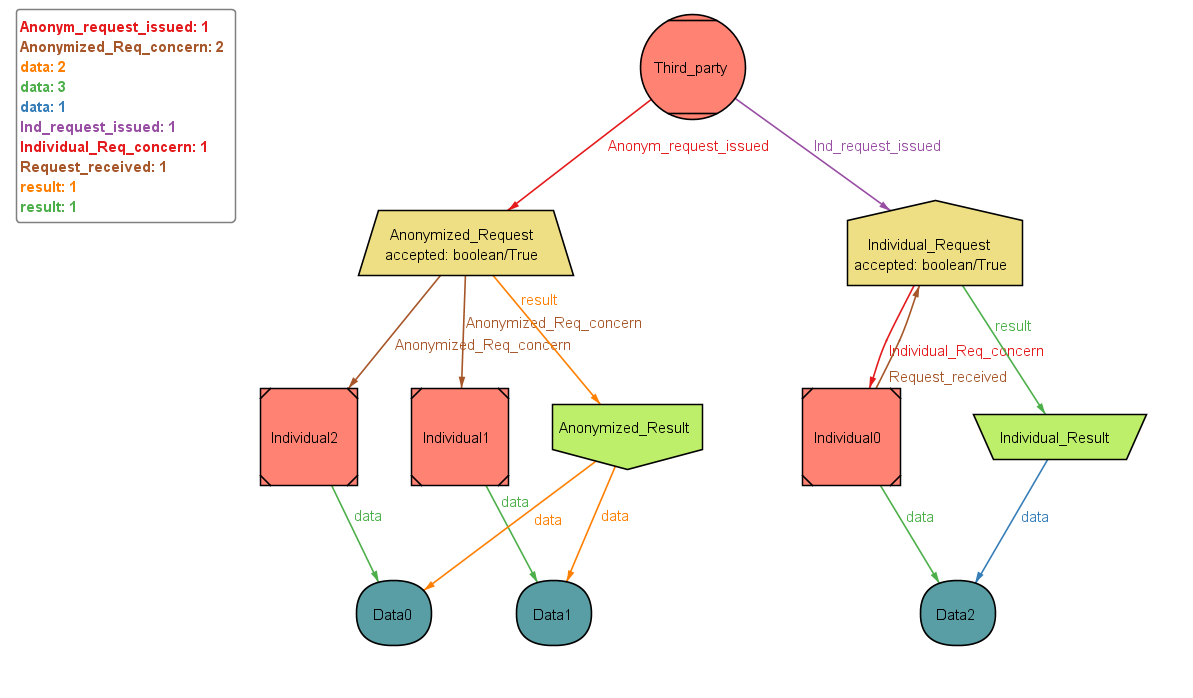 Anonym_request_issued: 1
Anonymized_Req_concern: 2
data: 2
data: 3
data: 1
Ind_request_issued: 1
Individual_Req_concern: 1
Request_received: 1
result: 1
result: 1
Third_party
Anonym_request_issued
Ind_request_issued
Anonymized_Request
accepted: boolean/True
Individual_Request
accepted: boolean/True
result
Anonymized_Req_concern
Anonymized_Req_concern
result
Individual_Req_concern
Request_received
Individual2
Individual1
Anonymized_Result
Individual0
Individual_Result
data
data
data
data
data
data
Data0
Data1
Data2